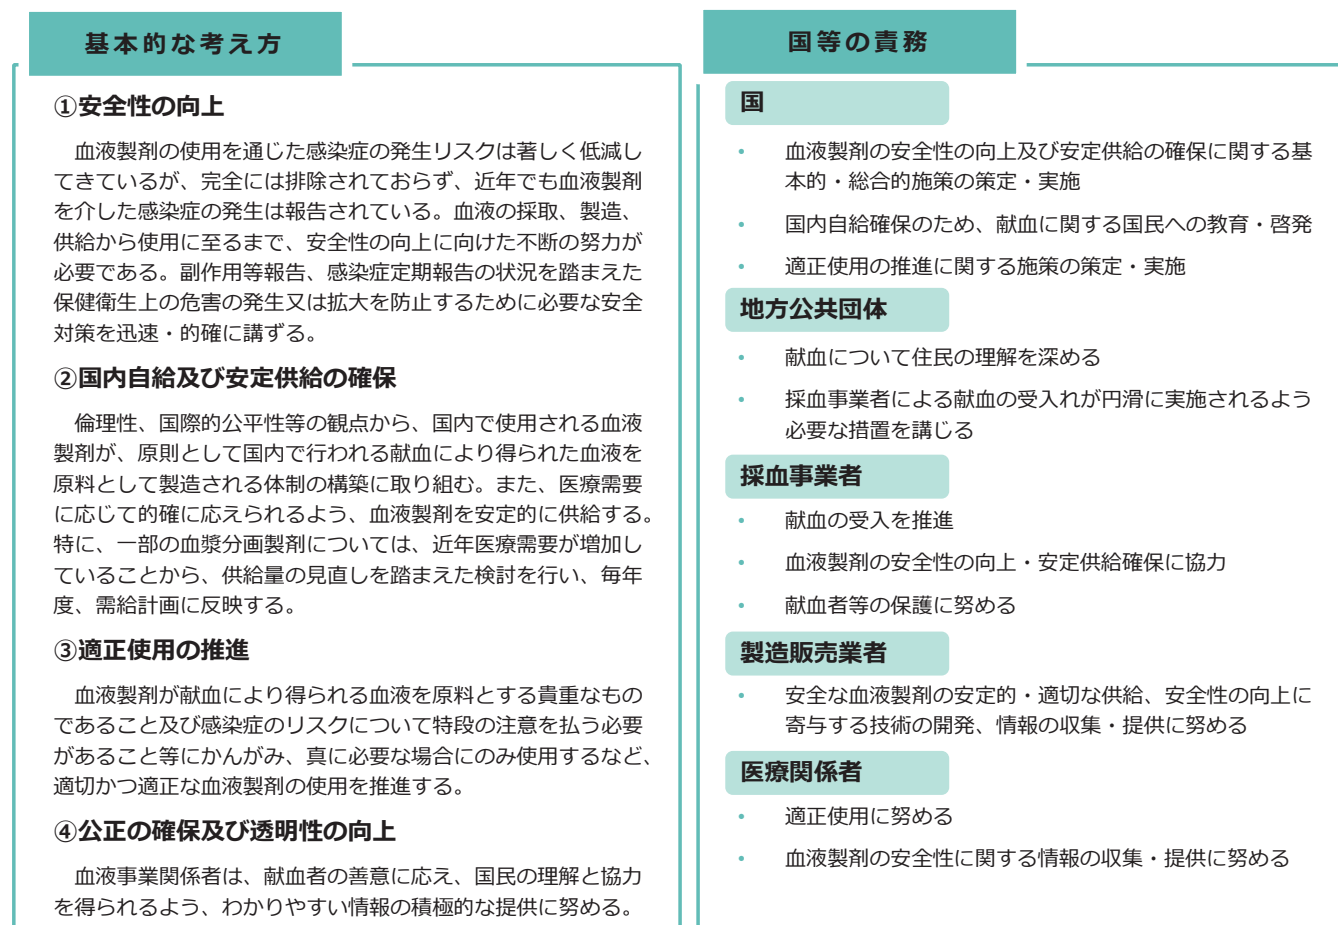 基本的な考え方
①安全性の向上
血液製剤の使用を通じた感染症の発生リスクは著しく低減し
てきているが、完全には排除されておらず、近年でも血液製剤
を介した感染症の発生は報告されている。血液の採取、製造、
供給から使用に至るまで、安全性の向上に向けた不断の努力が
必要である。副作用等報告、感染症定期報告の状況を踏まえた
保健衛生上の危害の発生又は拡大を防止するために必要な安全
対策を迅速・的確に講ずる。
②国内自給及び安定供給の確保
倫理性、国際的公平性等の観点から、国内で使用される血液
製剤が、原則として国内で行われる献血により得られた血液を
原料として製造される体制の構築に取り組む。また、医療需要
に応じて的確に応えられるよう、血液製剤を安定的に供給する。
特に、一部の血漿分画製剤については、近年医療需要が増加し
ていることから、供給量の見直しを踏まえた検討を行い、毎年
度、需給計画に反映する。
③適正使用の推進
血液製剤が献血により得られる血液を原料とする貴重なもの
であること及び感染症のリスクについて特段の注意を払う必要
があること等にかんがみ、真に必要な場合にのみ使用するなど、
適切かつ適正な血液製剤の使用を推進する。
④公正の確保及び透明性の向上
血液事業関係者は、献血者の善意に応え、国民の理解と協力
を得られるよう、わかりやすい情報の積極的な提供に努める。
国等の責務
国
• 血液製剤の安全性の向上及び安定供給の確保に関する基
本的・総合的施策の策定・実施
• 国内自給確保のため、献血に関する国民への教育・啓発
• 適正使用の推進に関する施策の策定・実施
地方公共団体
• 献血について住民の理解を深める
• 採血事業者による献血の受入れが円滑に実施されるよう
必要な措置を講じる
採血事業者
• 献血の受入を推進
• 血液製剤の安全性の向上・安定供給確保に協力
• 献血者等の保護に努める
製造販売業者
• 安全な血液製剤の安定的・適切な供給、安全性の向上に
寄与する技術の開発、情報の収集・提供に努める
医療関係者
• 適正使用に努める
• 血液製剤の安全性に関する情報の収集・提供に努める